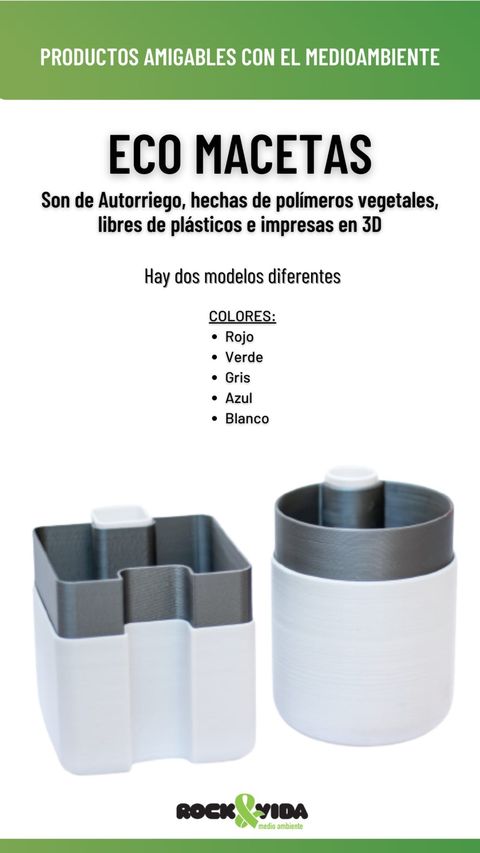 PRODUCTOS AMIGABLES CON EL MEDIOAMBIENTE
ECO MACETAS
Son de Autorriego, hechas de polímeros vegetales,
libres de plásticos e impresas en 3D
Hay dos modelos diferentes
COLORES:
• Rojo
• Verde
• Gris
• Azul
• Blanco
ROCK&VIDA
medio ambiente